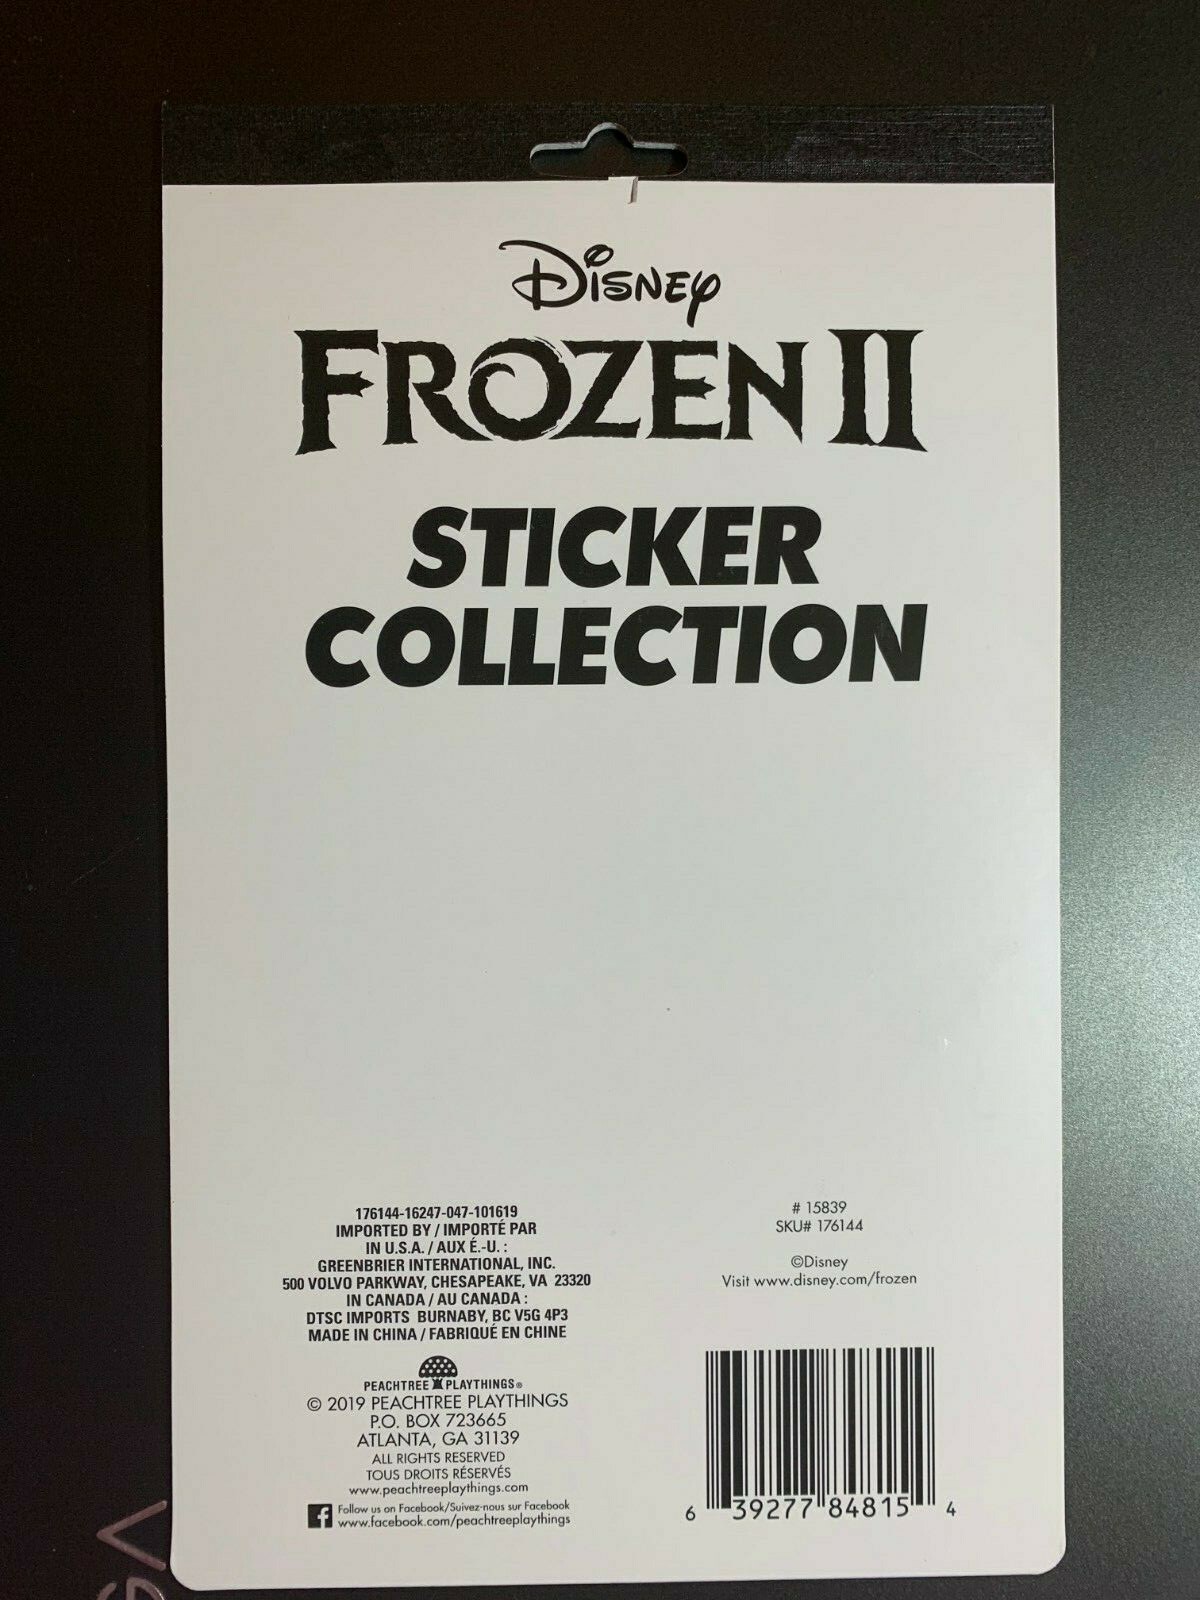 Disney
FROZEN II
STICKER
COLLECTION
176144-16247-047-101619
IMPORTED BY / IMPORTÉ PAR
IN U.S.A. / AUX É.-U. :
GREENBRIER INTERNATIONAL, INC.
500 VOLVO PARKWAY, CHESAPEAKE, VA 23320
IN CANADA / AU CANADA :
DTSC IMPORTS BURNABY, BC V5G 4P3
MADE IN CHINA / FABRIQUÉ EN CHINE
PEACHTREE PLAYTHINGS®
© 2019 PEACHTREE PLAYTHINGS
P.O. BOX 723665
ATLANTA, GA 31139
ALL RIGHTS RESERVED
TOUS DROITS RÉSERVÉS
www.peachtreeplaythings.com
f Follow us on Facebook/Suivez-nous sur Facebook
www.facebook.com/peachtreeplaythings
# 15839
SKU# 176144
©Disney
Visit www.disney.com/frozen
6 39277 84815 4